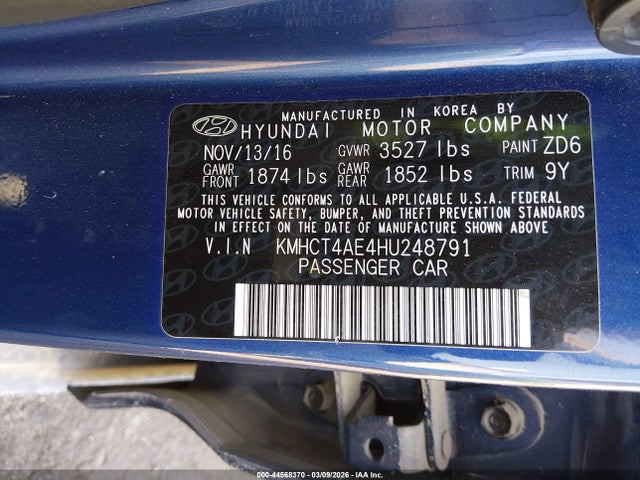 MANUFACTURED IN KOREA BY
HYUNDAI MOTOR COMPANY
NOV/13/16 GVWR 3527 lbs PAINT ZD6
GAWR FRONT 1874 lbs GAWR REAR 1852 lbs TRIM 9Y
THIS VEHICLE CONFORMS TO ALL APPLICABLE U.S.A. FEDERAL
MOTOR VEHICLE SAFETY, BUMPER, AND THEFT PREVENTION STANDARDS
IN EFFECT ON THE DATE OF MANUFACTURE SHOWN ABOVE
V.I.N KMHCT4AE4HU248791
PASSENGER CAR
000-44568370 | 03/09/2026 | IAA Inc.